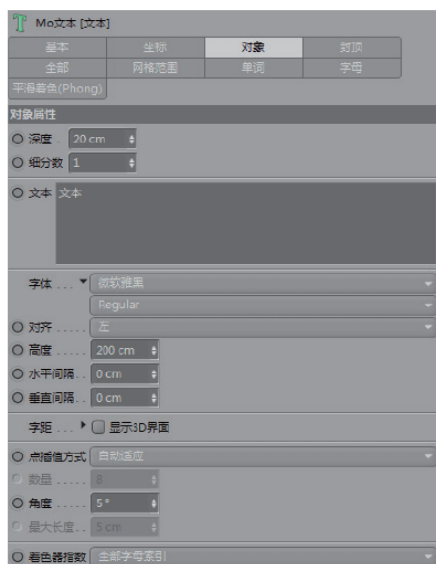 Mo文本 [文本]
基本 坐标 对象 封顶
全部 网格范围 单词 字母
平滑着色(Phong)
对象属性
深度 . 20 cm
细分数 1
文本 文本
字体 . . . 微软雅黑
Regular
对齐 . . . . . 左
高度 . . . . . 200 cm
水平间隔 . . 0 cm
垂直间隔 . . 0 cm
字距 . . . 显示3D界面
点插值方式 自动适应
数量 . . . . . 8
角度 . . . . . 5°
最大长度 . . 5 cm
着色器指数 全部字母索引